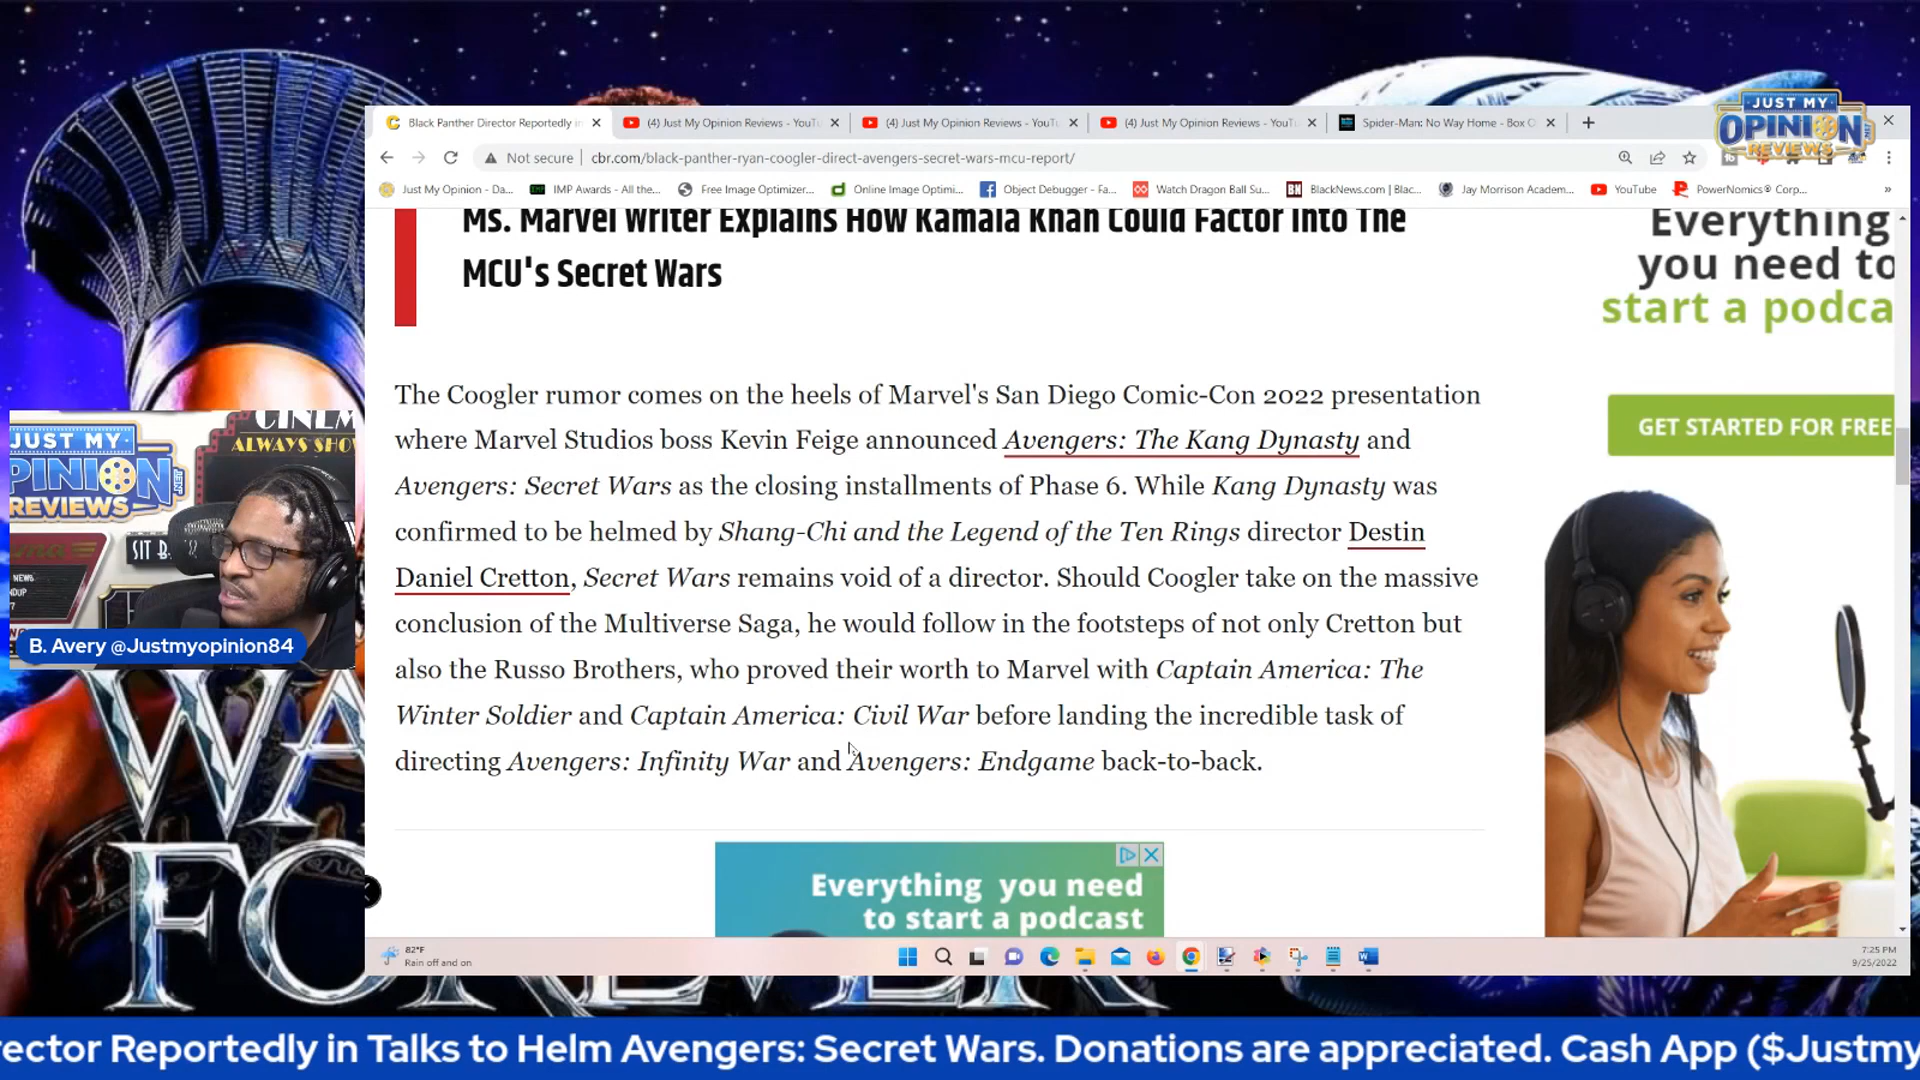 JUST MY
OPINION
.NET
REVIEWS
Black Panther Director Reportedly in
(4) Just My Opinion Reviews - YouTu
(4) Just My Opinion Reviews - YouTu
(4) Just My Opinion Reviews - YouTu
Spider-Man: No Way Home - Box O
Not secure
cbr.com/black-panther-ryan-coogler-direct-avengers-secret-wars-mcu-report/
Just My Opinion - Da...
IMP Awards - All the...
Free Image Optimizer...
Online Image Optimi...
Object Debugger - Fa...
Watch Dragon Ball Su...
BlackNews.com | Blac...
Jay Morrison Academ...
YouTube
PowerNomics® Corp...
»
Ms. Marvel Writer Explains How Kamala Khan Could Factor Into The
MCU's Secret Wars
Everything
you need to
start a podca
GET STARTED FOR FREE
The Coogler rumor comes on the heels of Marvel's San Diego Comic-Con 2022 presentation
where Marvel Studios boss Kevin Feige announced Avengers: The Kang Dynasty and
Avengers: Secret Wars as the closing installments of Phase 6. While Kang Dynasty was
confirmed to be helmed by Shang-Chi and the Legend of the Ten Rings director Destin
Daniel Cretton, Secret Wars remains void of a director. Should Coogler take on the massive
conclusion of the Multiverse Saga, he would follow in the footsteps of not only Cretton but
also the Russo Brothers, who proved their worth to Marvel with Captain America: The
Winter Soldier and Captain America: Civil War before landing the incredible task of
directing Avengers: Infinity War and Avengers: Endgame back-to-back.
Everything you need
to start a podcast
JUST MY
OPINION
.NET
REVIEWS
CINEM
ALWAYS SHO
SIT B
NEWS
B. Avery @Justmyopinion84
WA
FOREVER
82°F
Rain off and on
7:25 PM
9/25/2022
rector Reportedly in Talks to Helm Avengers: Secret Wars. Donations are appreciated. Cash App ($Justmy